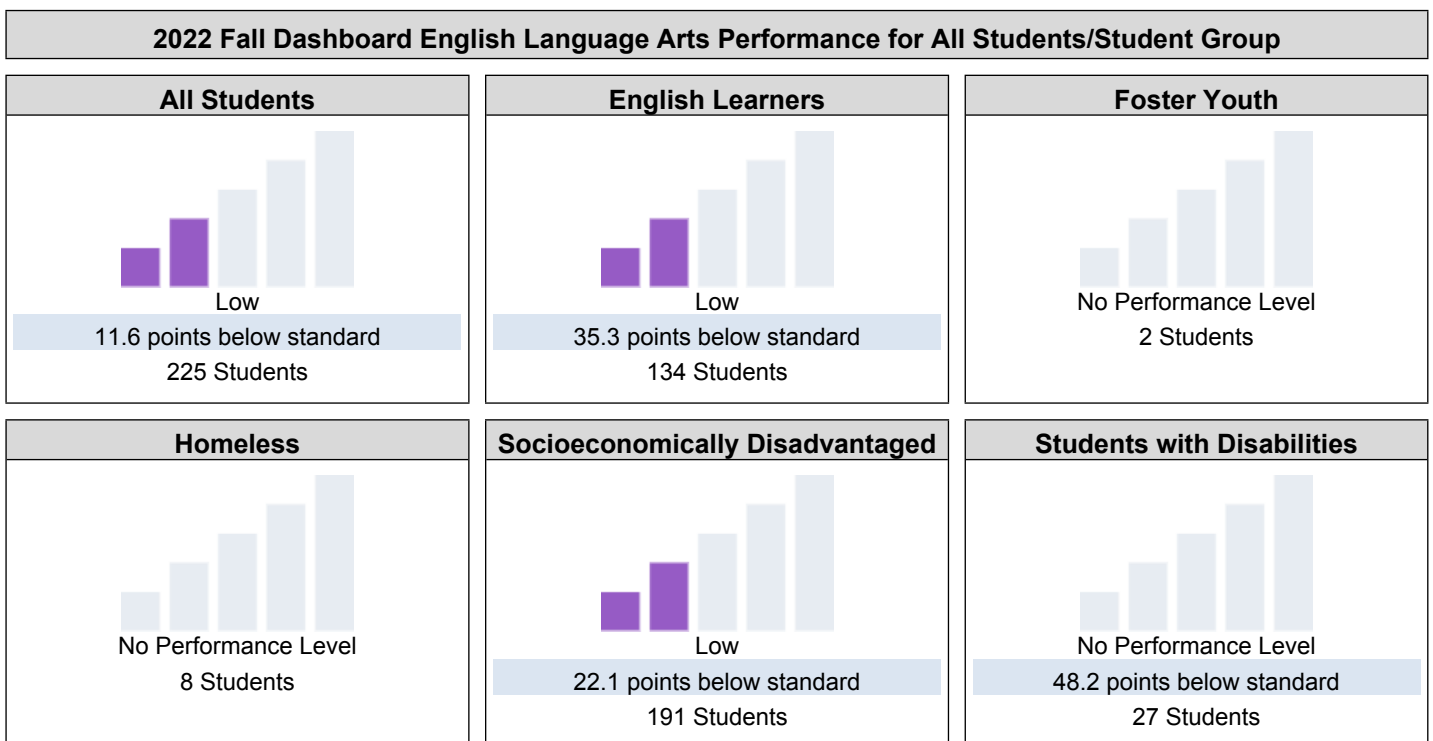 2022 Fall Dashboard English Language Arts Performance for All Students/Student Group
All Students
Low
11.6 points below standard
225 Students
English Learners
Low
35.3 points below standard
134 Students
Foster Youth
No Performance Level
2 Students
Homeless
No Performance Level
8 Students
Socioeconomically Disadvantaged
Low
22.1 points below standard
191 Students
Students with Disabilities
No Performance Level
48.2 points below standard
27 Students